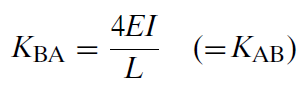 K_BA = 4EI/L (=K_AB)